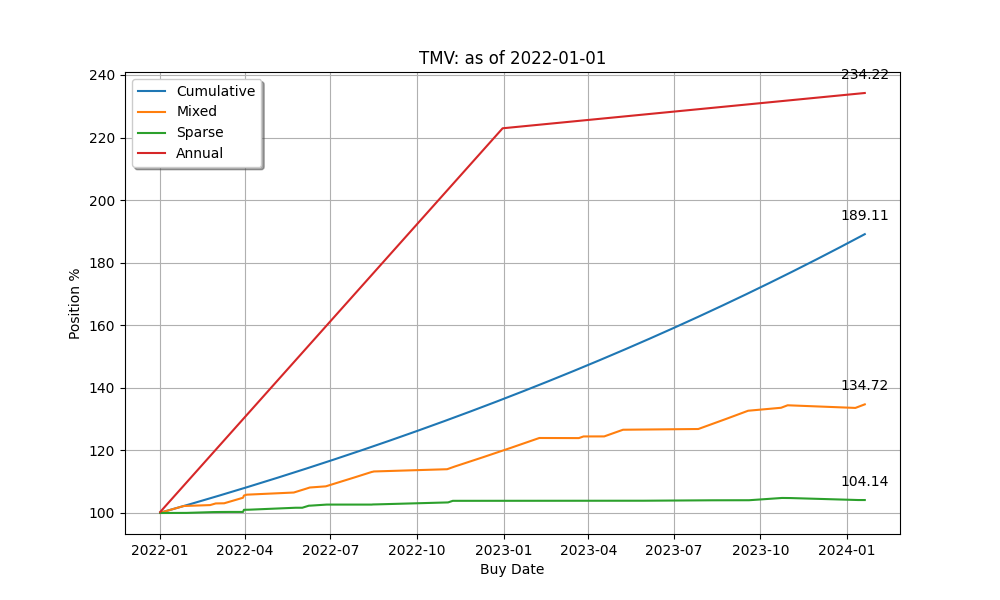 TMV: as of 2022-01-01
Cumulative
Mixed
Sparse
Annual
234.22
189.11
134.72
104.14
240
220
200
180
160
140
120
100
Position %
2022-01 2022-04 2022-07 2022-10 2023-01 2023-04 2023-07 2023-10 2024-01
Buy Date